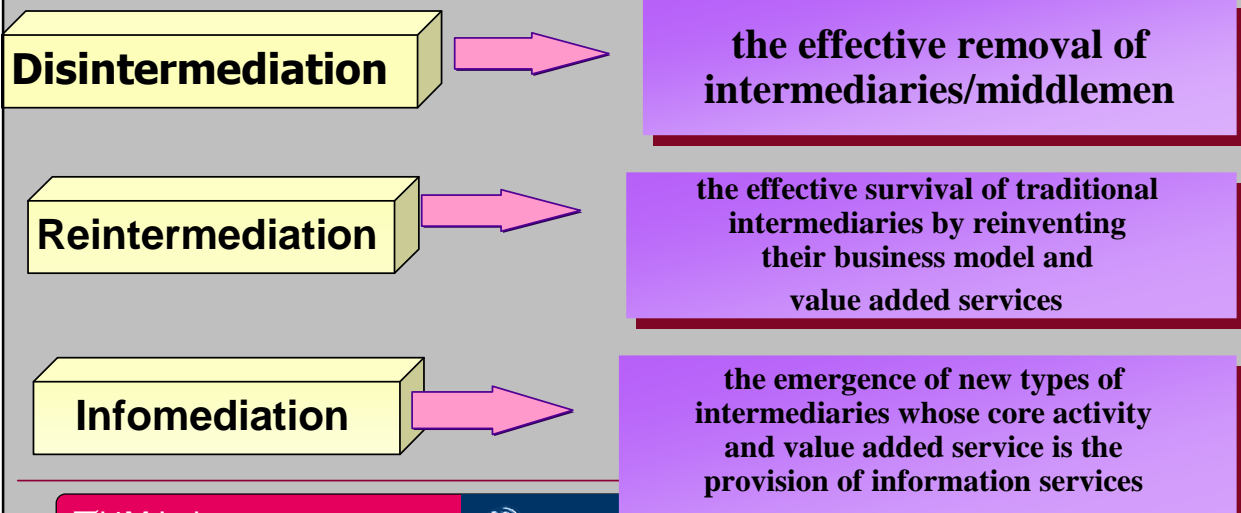 Disintermediation
the effective removal of
intermediaries/middlemen
Reintermediation
the effective survival of traditional
intermediaries by reinventing
their business model and
value added services
Infomediation
the emergence of new types of
intermediaries whose core activity
and value added service is the
provision of information services